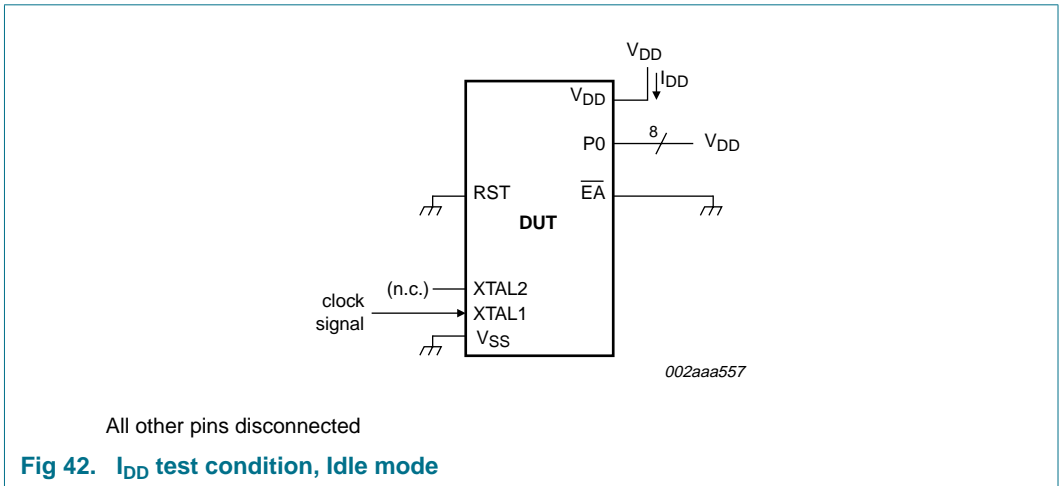 VDD
IDD
VDD
8
P0
VDD
RST
EA
DUT
(n.c.)
XTAL2
clock
signal
XTAL1
VSS
002aaa557
All other pins disconnected
Fig 42. IDD test condition, Idle mode